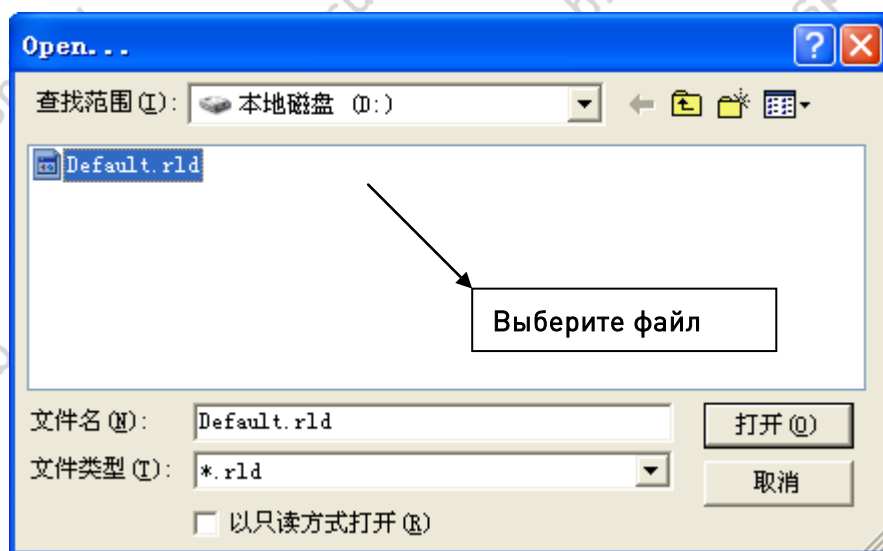 Open...
查找范围(I): 本地磁盘 (D:)
Default.rld
Выберите файл
文件名(N): Default.rld 打开(O)
文件类型(T): *.rld 取消
以只读方式打开(R)